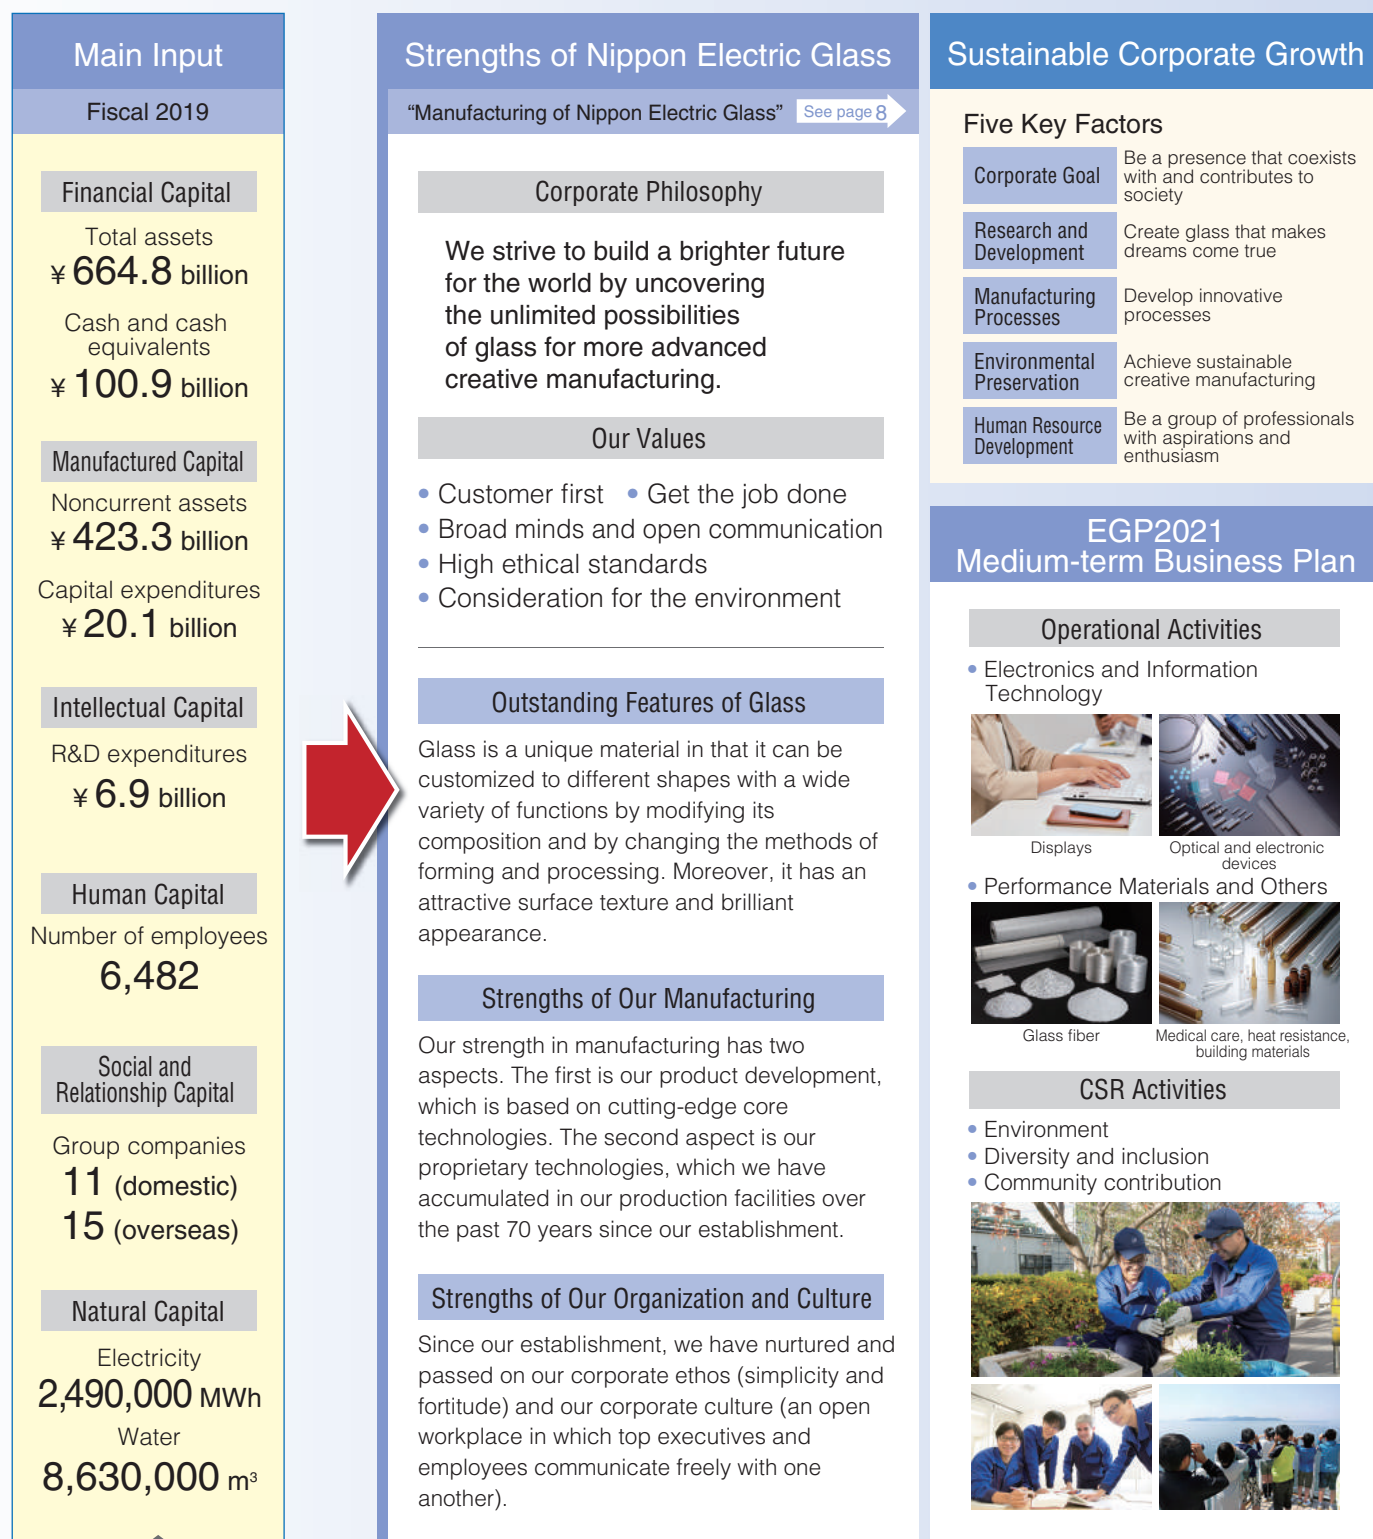 Main Input
Fiscal 2019
Financial Capital
Total assets
¥ 664.8 billion
Cash and cash
equivalents
¥ 100.9 billion
Manufactured Capital
Noncurrent assets
¥ 423.3 billion
Capital expenditures
¥ 20.1 billion
Intellectual Capital
R&D expenditures
¥ 6.9 billion
Human Capital
Number of employees
6,482
Social and
Relationship Capital
Group companies
11 (domestic)
15 (overseas)
Natural Capital
Electricity
2,490,000 MWh
Water
8,630,000 m³
Strengths of Nippon Electric Glass
“Manufacturing of Nippon Electric Glass” See page 8
Corporate Philosophy
We strive to build a brighter future
for the world by uncovering
the unlimited possibilities
of glass for more advanced
creative manufacturing.
Our Values
• Customer first • Get the job done
• Broad minds and open communication
• High ethical standards
• Consideration for the environment
Outstanding Features of Glass
Glass is a unique material in that it can be
customized to different shapes with a wide
variety of functions by modifying its
composition and by changing the methods of
forming and processing. Moreover, it has an
attractive surface texture and brilliant
appearance.
Strengths of Our Manufacturing
Our strength in manufacturing has two
aspects. The first is our product development,
which is based on cutting-edge core
technologies. The second aspect is our
proprietary technologies, which we have
accumulated in our production facilities over
the past 70 years since our establishment.
Strengths of Our Organization and Culture
Since our establishment, we have nurtured and
passed on our corporate ethos (simplicity and
fortitude) and our corporate culture (an open
workplace in which top executives and
employees communicate freely with one
another).
Sustainable Corporate Growth
Five Key Factors
Corporate Goal
Be a presence that coexists
with and contributes to
society
Research and
Development
Create glass that makes
dreams come true
Manufacturing
Processes
Develop innovative
processes
Environmental
Preservation
Achieve sustainable
creative manufacturing
Human Resource
Development
Be a group of professionals
with aspirations and
enthusiasm
EGP2021
Medium-term Business Plan
Operational Activities
• Electronics and Information
Technology
Displays
Optical and electronic
devices
• Performance Materials and Others
Glass fiber
Medical care, heat resistance,
building materials
CSR Activities
• Environment
• Diversity and inclusion
• Community contribution